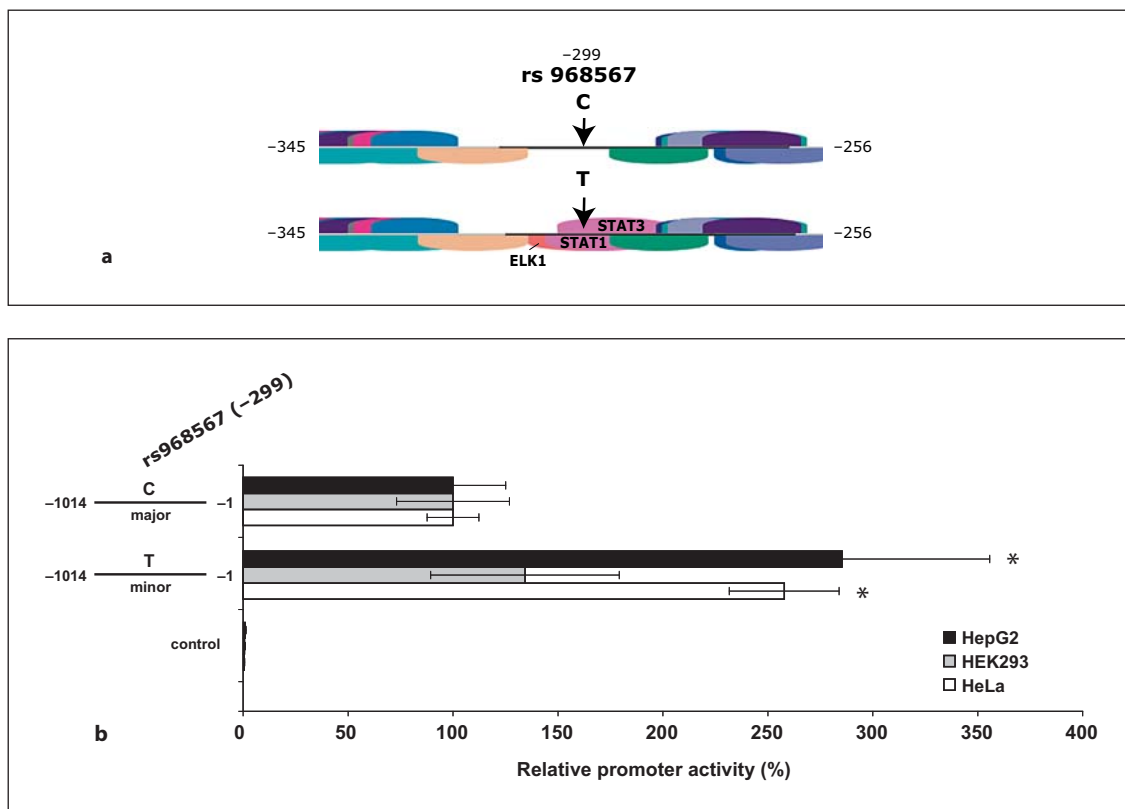 –299
rs 968567
C
–345
–256
T
STAT3
–345
–256
STAT1
ELK1
a
rs968567 (–299)
C
–1014
–1
major
T
*
–1014
–1
minor
*
control
HepG2
HEK293
HeLa
b
0
50
100
150
200
250
300
350
400
Relative promoter activity (%)